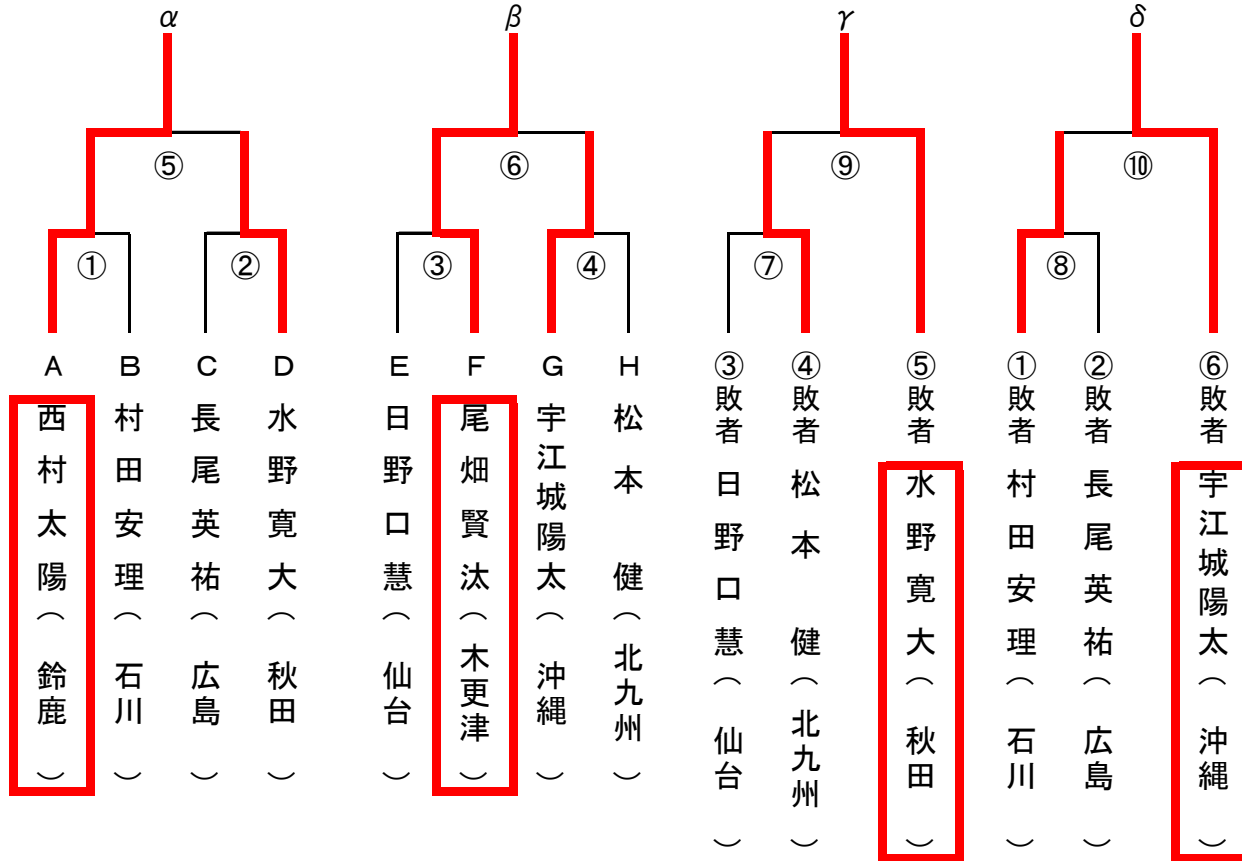 α
β
γ
δ
⑤
⑥
⑨
⑩
①
②
③
④
⑦
⑧
A
西村太陽(鈴鹿)
B
村田安理(石川)
C
長尾英祐(広島)
D
水野寛大(秋田)
E
日野口慧(仙台)
F
尾畑賢汰(木更津)
G
宇江城陽太(沖縄)
H
松本健(北九州)
③敗者
日野口慧(仙台)
④敗者
松本健(北九州)
⑤敗者
水野寛大(秋田)
①敗者
村田安理(石川)
②敗者
長尾英祐(広島)
⑥敗者
宇江城陽太(沖縄)